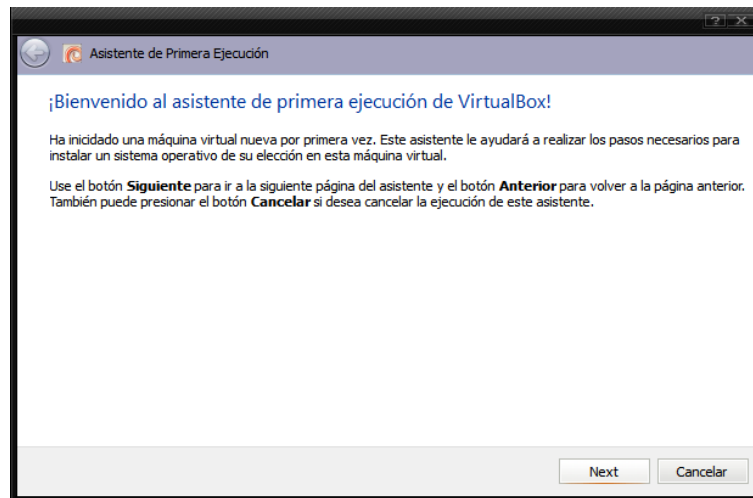 Asistente de Primera Ejecución
¡Bienvenido al asistente de primera ejecución de VirtualBox!
Ha inicidado una máquina virtual nueva por primera vez. Este asistente le ayudará a realizar los pasos necesarios para
instalar un sistema operativo de su elección en esta máquina virtual.
Use el botón Siguiente para ir a la siguiente página del asistente y el botón Anterior para volver a la página anterior.
También puede presionar el botón Cancelar si desea cancelar la ejecución de este asistente.
Next Cancelar